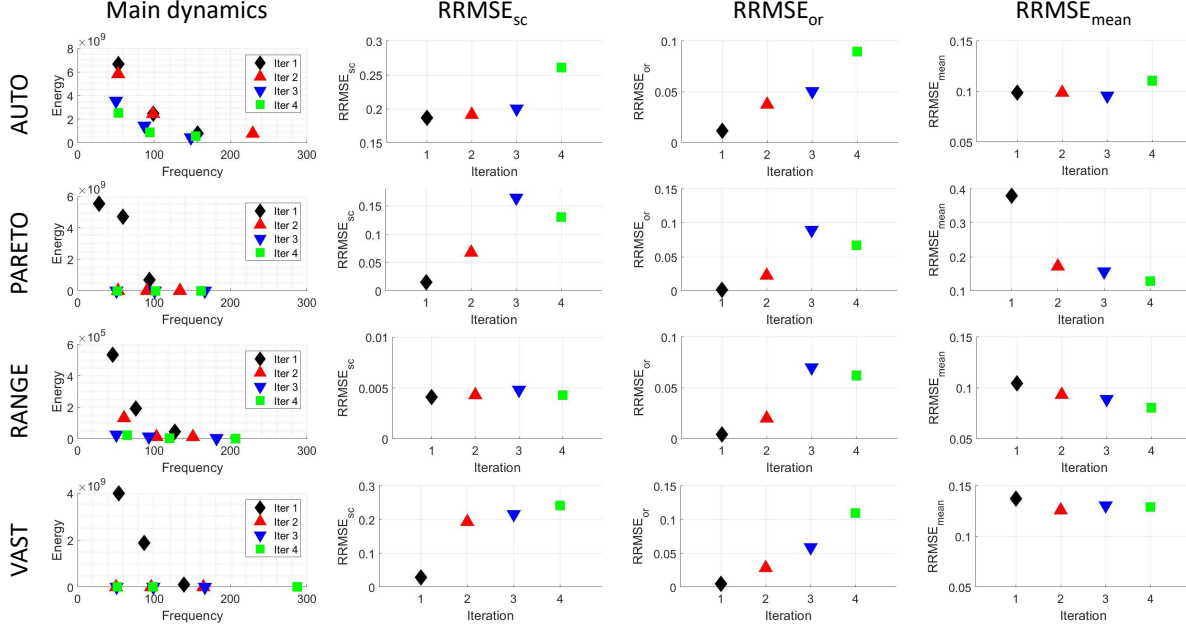 Main dynamics
RRMSE_sc
RRMSE_or
RRMSE_mean
AUTO
×10^9
8
6
4
2
0
Energy
0 100 200 300
Frequency
Iter 1
Iter 2
Iter 3
Iter 4
0.3
0.25
0.2
0.15
RRMSE_sc
1 2 3 4
Iteration
0.1
0.05
0
RRMSE_or
1 2 3 4
Iteration
0.15
0.1
0.05
RRMSE_mean
1 2 3 4
Iteration
PARETO
×10^9
6
4
2
0
Energy
0 100 200 300
Frequency
Iter 1
Iter 2
Iter 3
Iter 4
0.15
0.1
0.05
0
RRMSE_sc
1 2 3 4
Iteration
0.15
0.1
0.05
0
RRMSE_or
1 2 3 4
Iteration
0.4
0.3
0.2
0.1
RRMSE_mean
1 2 3 4
Iteration
RANGE
×10^5
6
4
2
0
Energy
0 100 200 300
Frequency
Iter 1
Iter 2
Iter 3
Iter 4
0.01
0.005
0
RRMSE_sc
1 2 3 4
Iteration
0.1
0.05
0
RRMSE_or
1 2 3 4
Iteration
0.15
0.1
0.05
RRMSE_mean
1 2 3 4
Iteration
VAST
×10^9
4
2
0
Energy
0 100 200 300
Frequency
Iter 1
Iter 2
Iter 3
Iter 4
0.3
0.2
0.1
0
RRMSE_sc
1 2 3 4
Iteration
0.15
0.1
0.05
0
RRMSE_or
1 2 3 4
Iteration
0.15
0.1
0.05
RRMSE_mean
1 2 3 4
Iteration